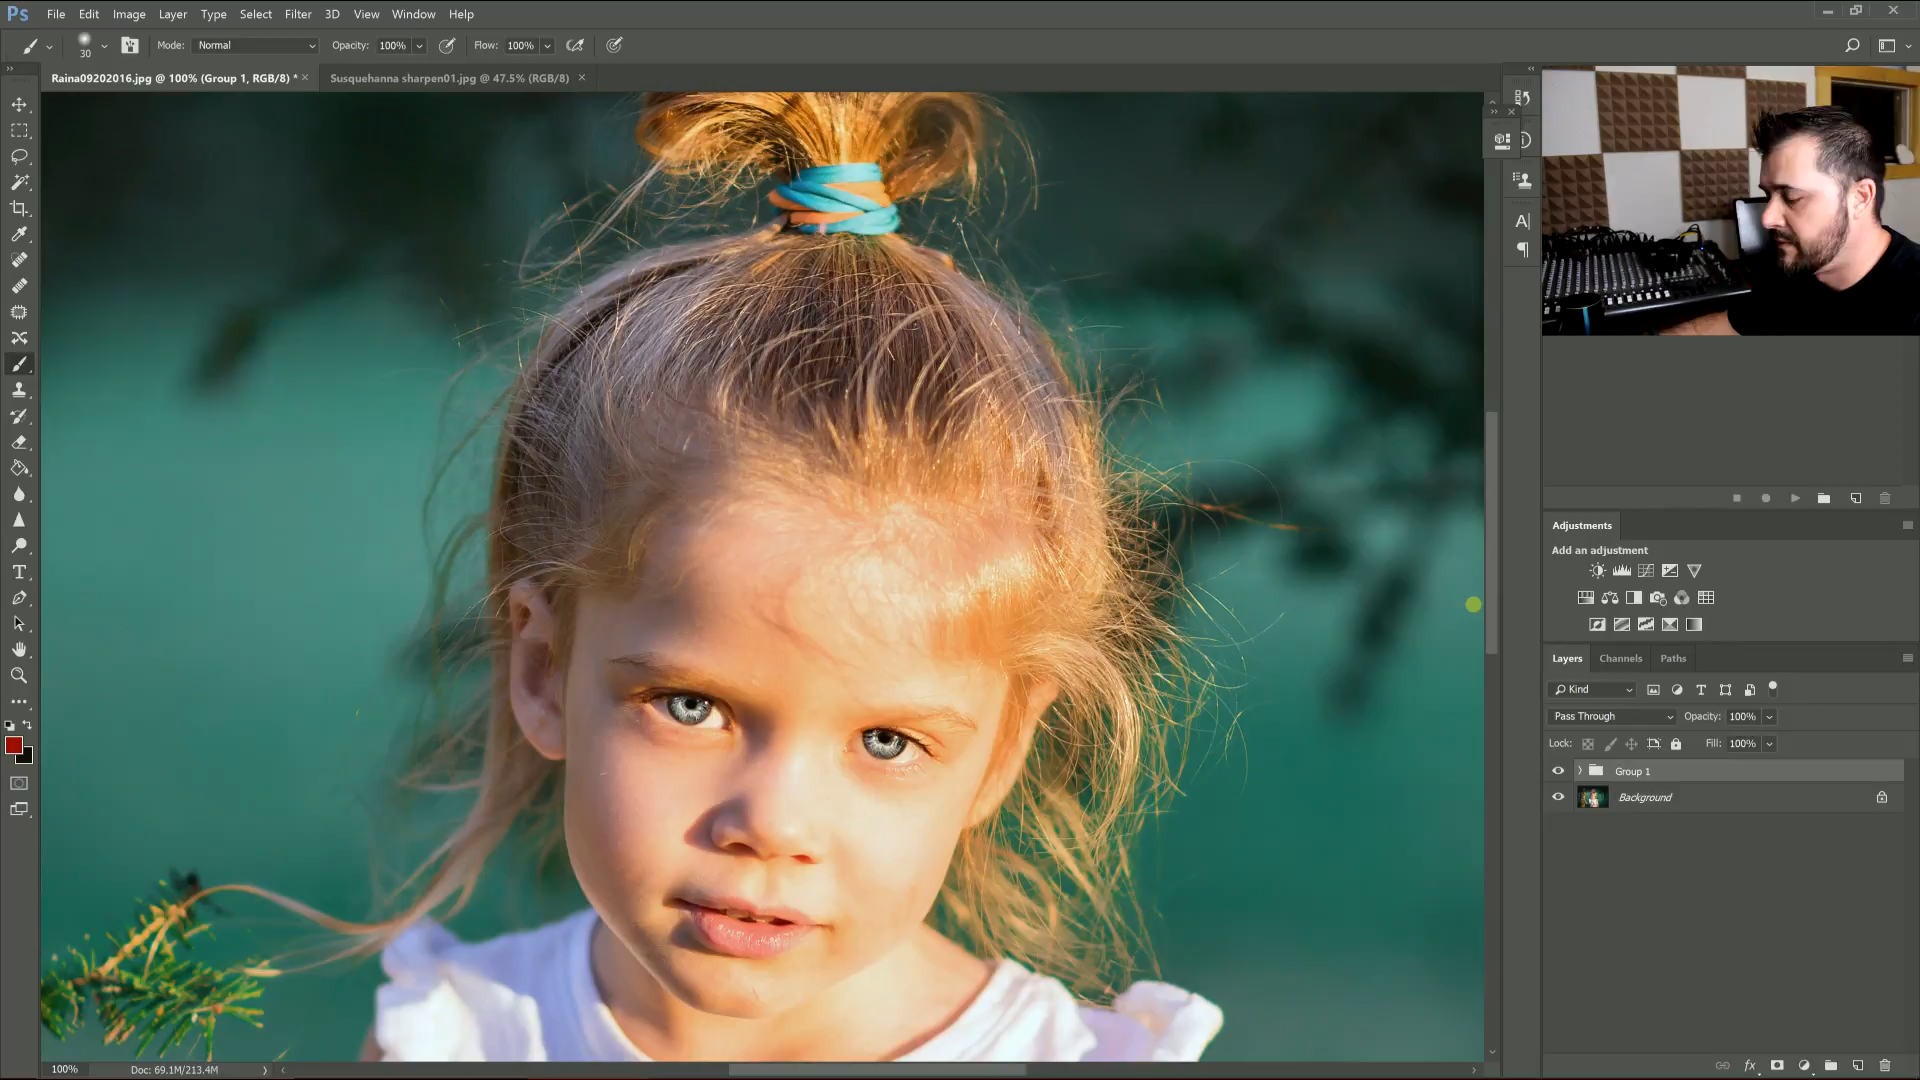 Ps File Edit Image Layer Type Select Filter 3D View Window Help
30 Mode: Normal Opacity: 100% Flow: 100%
Raina09202016.jpg @ 100% (Group 1, RGB/8) * × Susquehanna sharpen01.jpg @ 47.5% (RGB/8) ×
Adjustments
Add an adjustment
Layers Channels Paths
Kind
Pass Through Opacity: 100%
Lock: Fill: 100%
Group 1
Background
100% Doc: 69.1M/213.4M